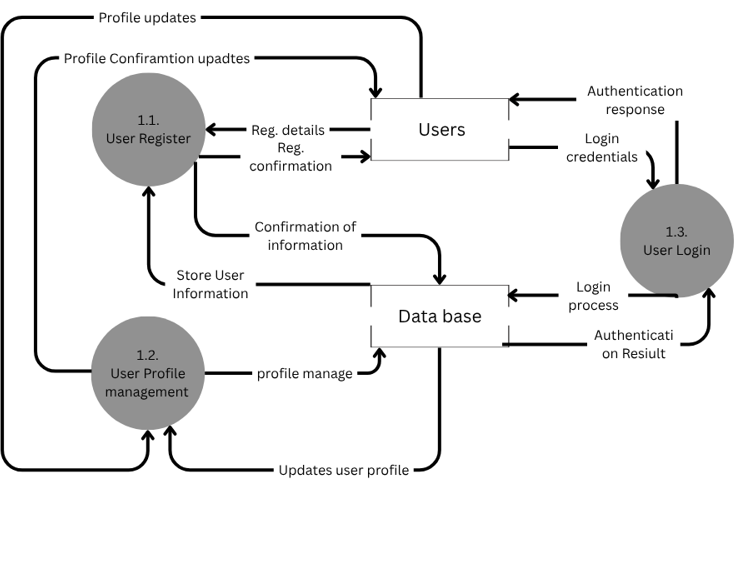 Profile updates
Profile Confiramtion upadtes
Authentication
response
1.1.
User Register
Reg. details
Users
Reg.
confirmation
Login
credentials
1.3.
User Login
Confirmation of
information
Store User
Information
Login
process
Data base
Authenticati
on Resiult
1.2.
User Profile
management
profile manage
Updates user profile